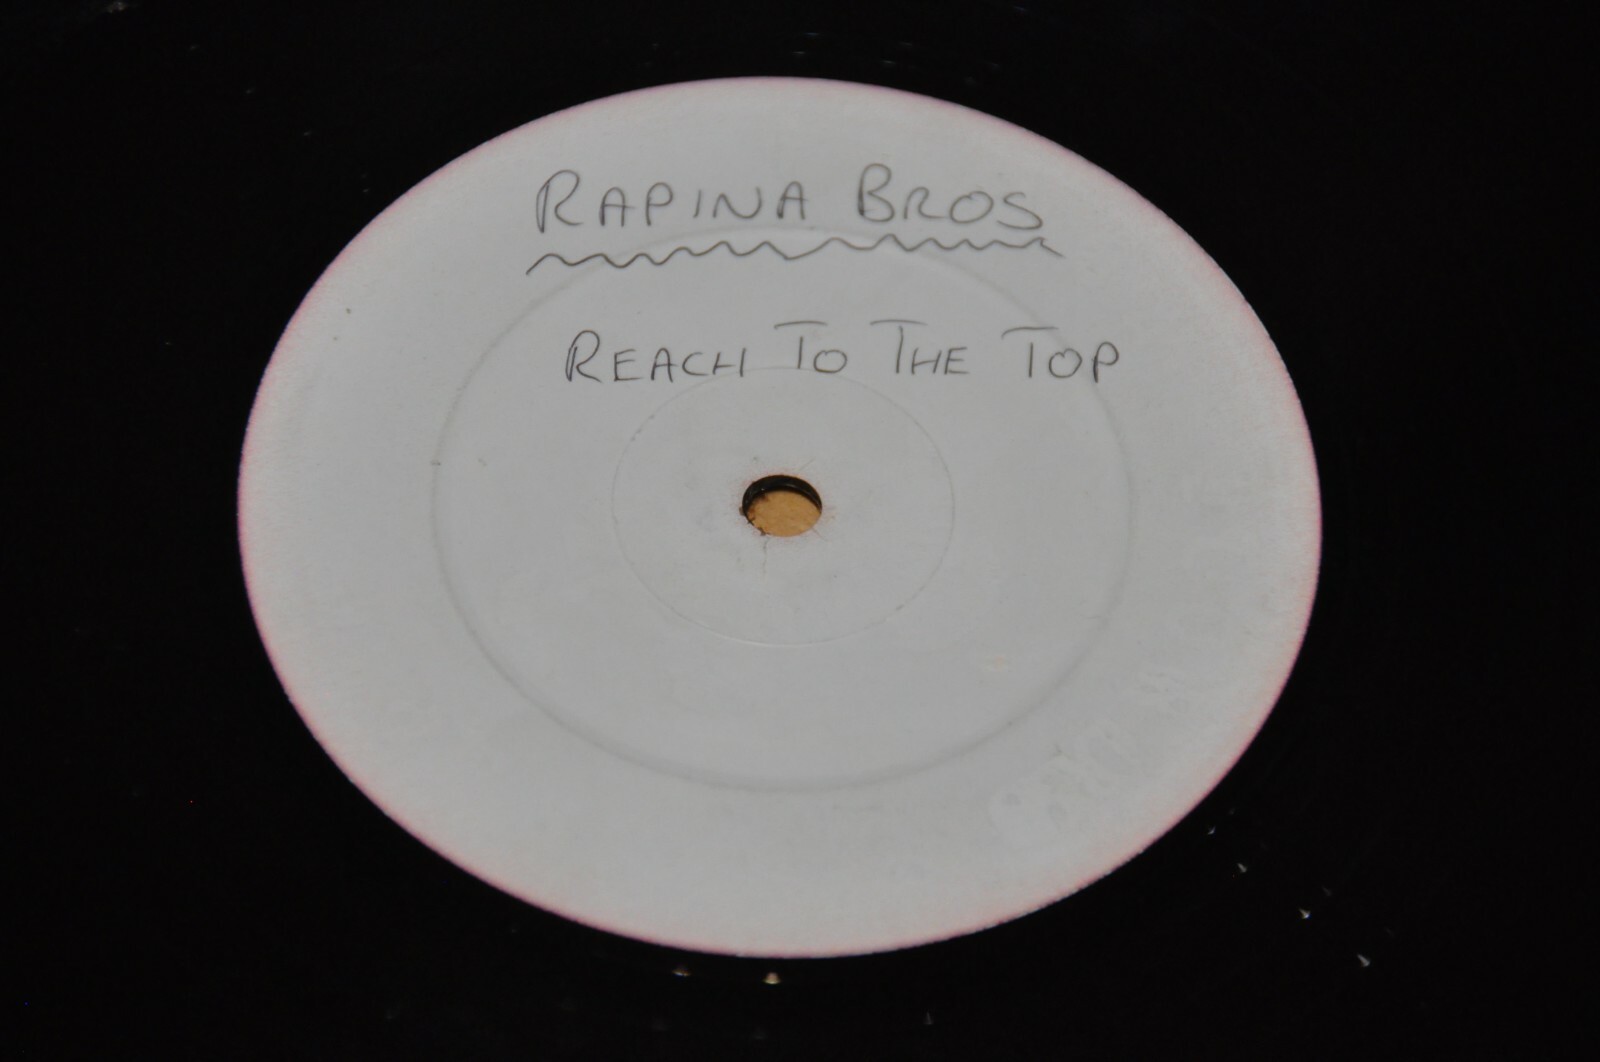 RAPINA BROS
REACH TO THE TOP